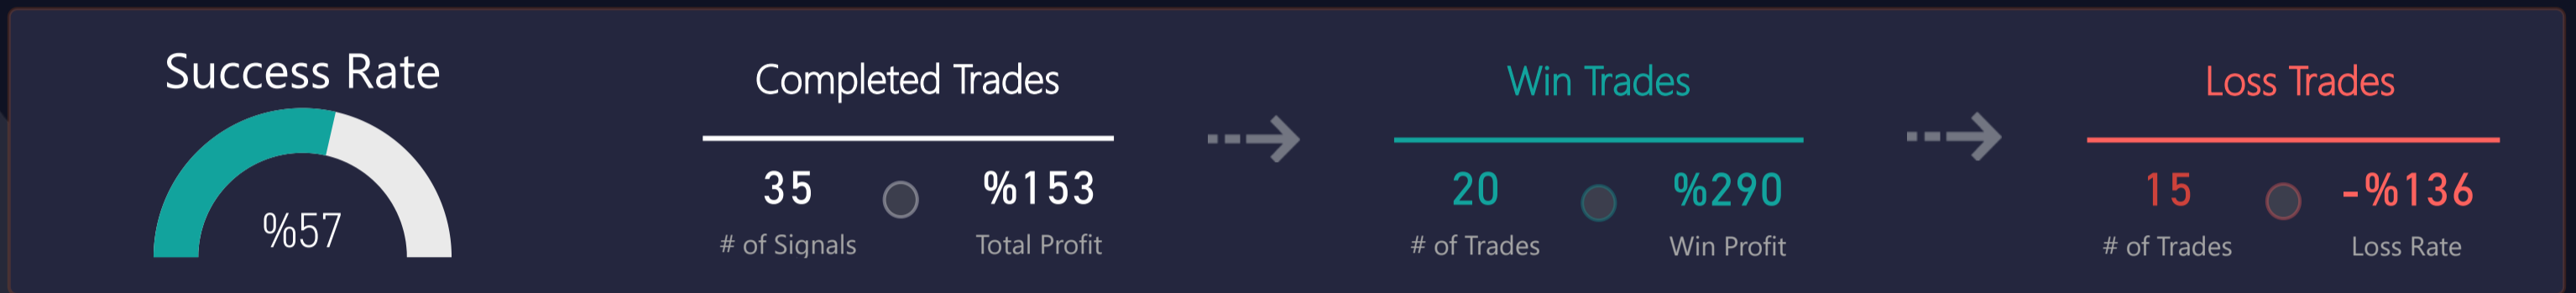 Success Rate
%57
Completed Trades
35 %153
# of Signals Total Profit
Win Trades
20 %290
# of Trades Win Profit
Loss Trades
15 -%136
# of Trades Loss Rate